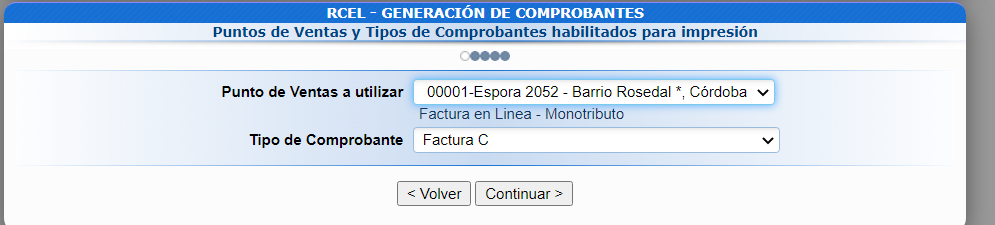 RCEL - GENERACIÓN DE COMPROBANTES
Puntos de Ventas y Tipos de Comprobantes habilitados para impresión
Punto de Ventas a utilizar 00001-Espora 2052 - Barrio Rosedal *, Córdoba
Factura en Linea - Monotributo
Tipo de Comprobante Factura C
< Volver Continuar >